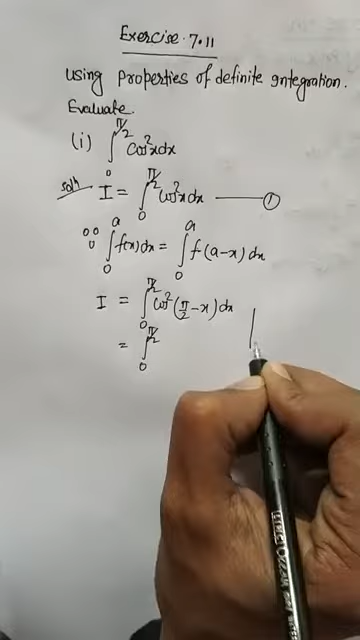 Exercise 7.11
using properties of definite integration.
Evaluate.
(i) ∫₀^{π/2} cos²x dx
Soln I = ∫₀^{π/2} cos²x dx —— ①
∵ ∫₀^a f(x) dx = ∫₀^a f(a-x) dx
I = ∫₀^{π/2} cos²(π/2 - x) dx
= ∫₀^{π/2}